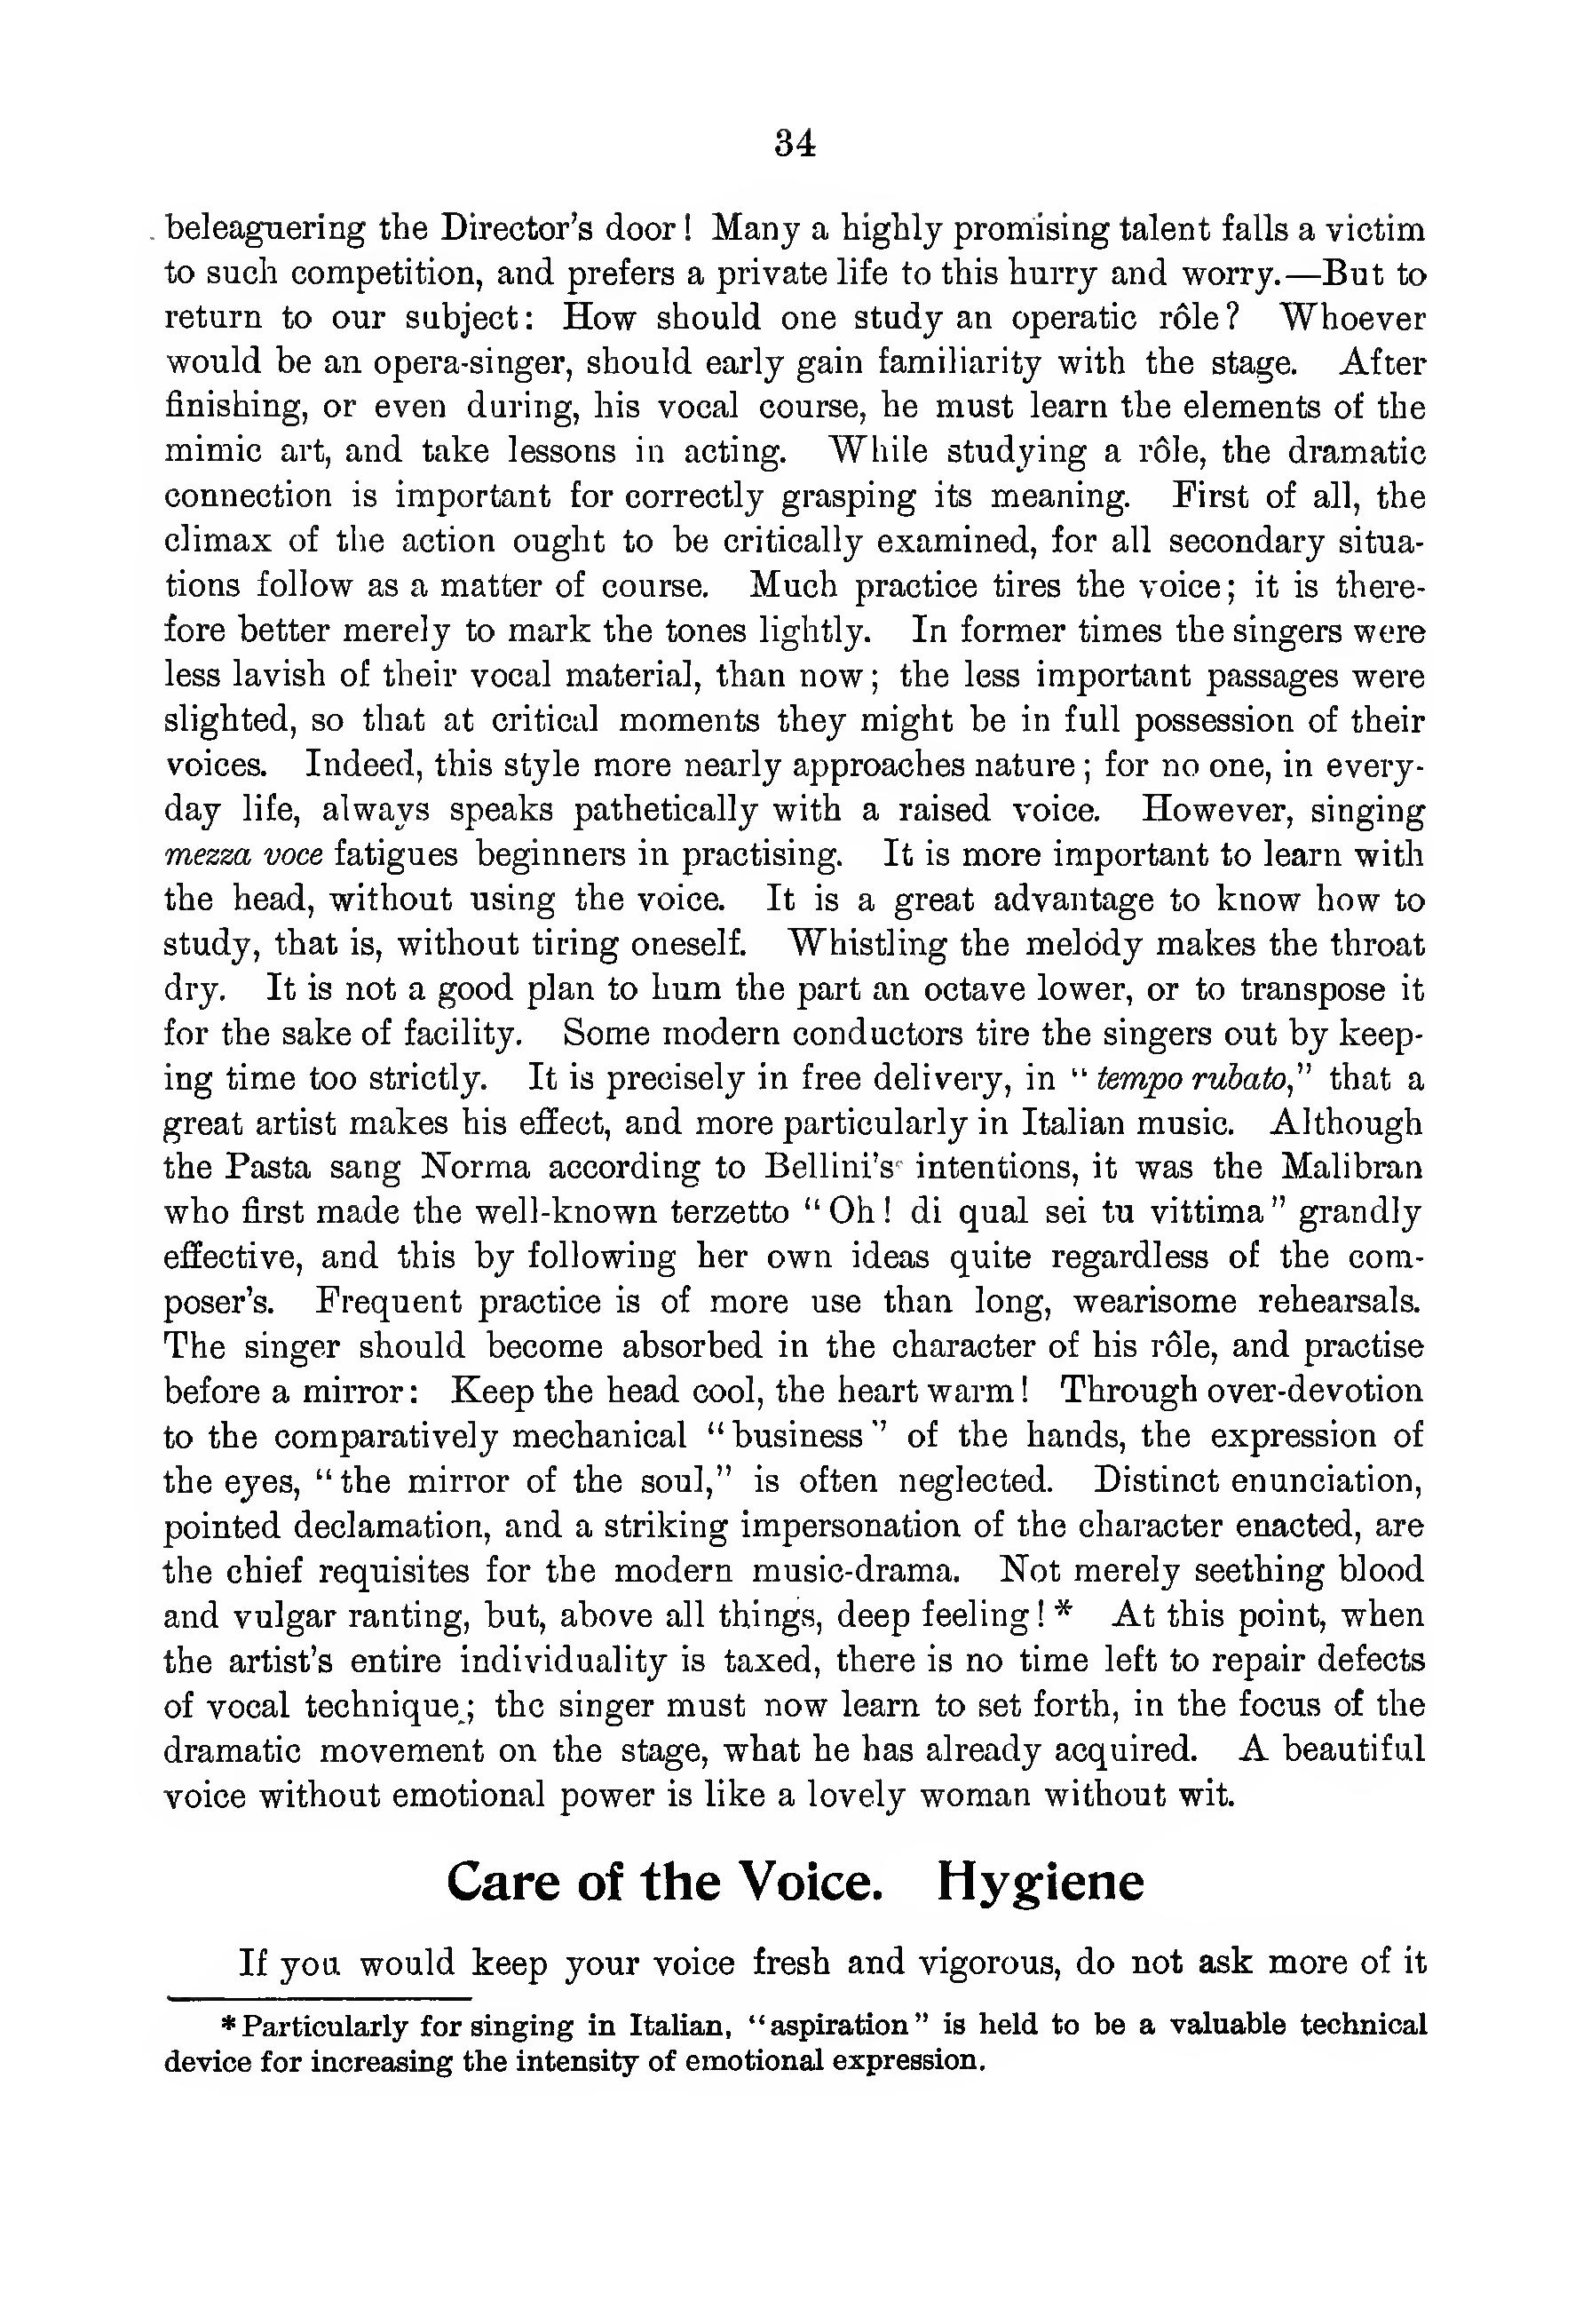 34
beleaguering the Director's door! Many a highly promising talent falls a victim
to such competition, and prefers a private life to this hurry and worry.—But to
return to our subject: How should one study an operatic rôle? Whoever
would be an opera-singer, should early gain familiarity with the stage. After
finishing, or even during, his vocal course, he must learn the elements of the
mimic art, and take lessons in acting. While studying a rôle, the dramatic
connection is important for correctly grasping its meaning. First of all, the
climax of the action ought to be critically examined, for all secondary situa-
tions follow as a matter of course. Much practice tires the voice; it is there-
fore better merely to mark the tones lightly. In former times the singers were
less lavish of their vocal material, than now; the less important passages were
slighted, so that at critical moments they might be in full possession of their
voices. Indeed, this style more nearly approaches nature; for no one, in every-
day life, always speaks pathetically with a raised voice. However, singing
mezza voce fatigues beginners in practising. It is more important to learn with
the head, without using the voice. It is a great advantage to know how to
study, that is, without tiring oneself. Whistling the melody makes the throat
dry. It is not a good plan to hum the part an octave lower, or to transpose it
for the sake of facility. Some modern conductors tire the singers out by keep-
ing time too strictly. It is precisely in free delivery, in "tempo rubato," that a
great artist makes his effect, and more particularly in Italian music. Although
the Pasta sang Norma according to Bellini's intentions, it was the Malibran
who first made the well-known terzetto "Oh! di qual sei tu vittima" grandly
effective, and this by following her own ideas quite regardless of the com-
poser's. Frequent practice is of more use than long, wearisome rehearsals.
The singer should become absorbed in the character of his rôle, and practise
before a mirror: Keep the head cool, the heart warm! Through over-devotion
to the comparatively mechanical "business" of the hands, the expression of
the eyes, "the mirror of the soul," is often neglected. Distinct enunciation,
pointed declamation, and a striking impersonation of the character enacted, are
the chief requisites for the modern music-drama. Not merely seething blood
and vulgar ranting, but, above all things, deep feeling!* At this point, when
the artist's entire individuality is taxed, there is no time left to repair defects
of vocal technique; the singer must now learn to set forth, in the focus of the
dramatic movement on the stage, what he has already acquired. A beautiful
voice without emotional power is like a lovely woman without wit.
Care of the Voice. Hygiene
If you would keep your voice fresh and vigorous, do not ask more of it
*Particularly for singing in Italian, "aspiration" is held to be a valuable technical
device for increasing the intensity of emotional expression.